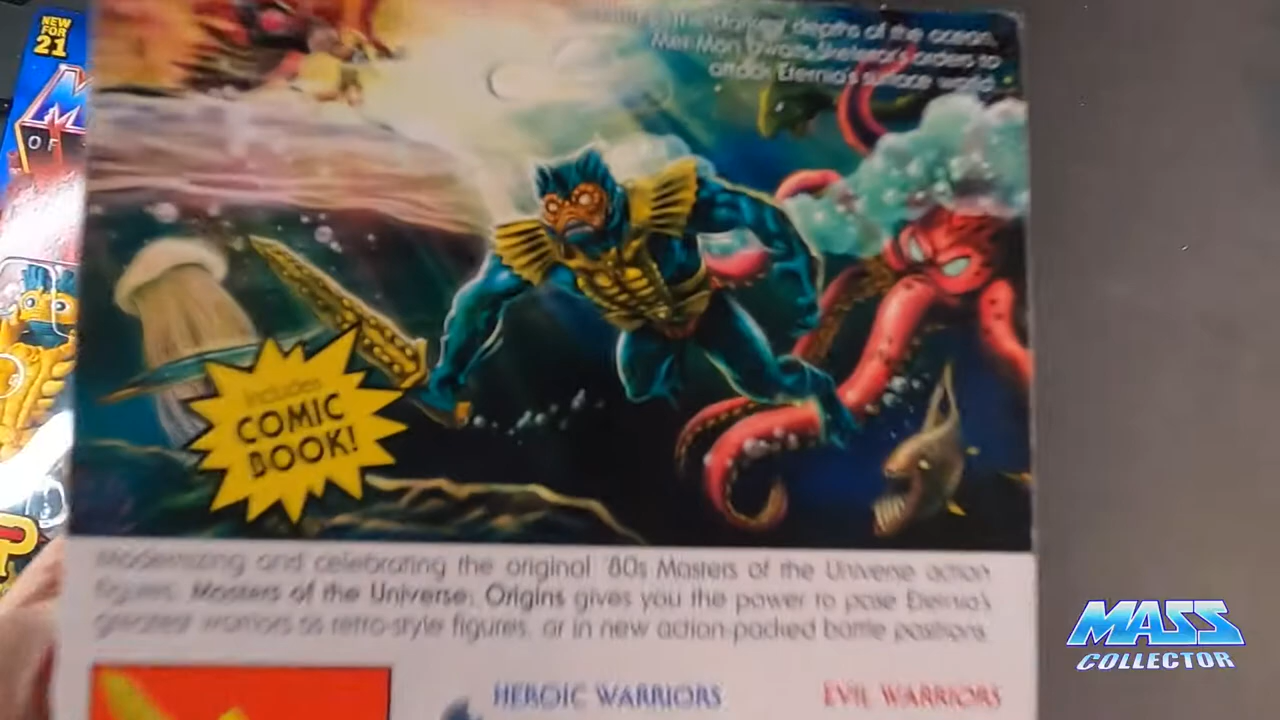 NEW
FOR
21
M
OF
darkest depths of the ocean,
Mer-Man awaits Skeletor's orders to
attack Eternia's surface world.
Includes
COMIC
BOOK!
Modernizing and celebrating the original '80s Masters of the Universe action
figures, Masters of the Universe: Origins gives you the power to pose Eternia's
greatest warriors as retro-style figures, or in new action-packed battle positions.
HEROIC WARRIORS
EVIL WARRIORS
MASS
COLLECTOR